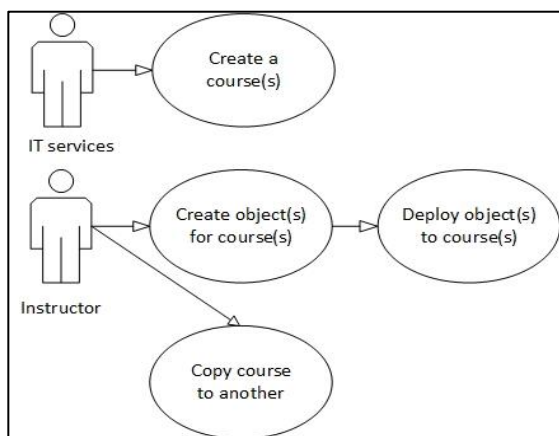 Create a
course(s)
IT services
Create object(s)
for course(s)
Deploy object(s)
to course(s)
Instructor
Copy course
to another